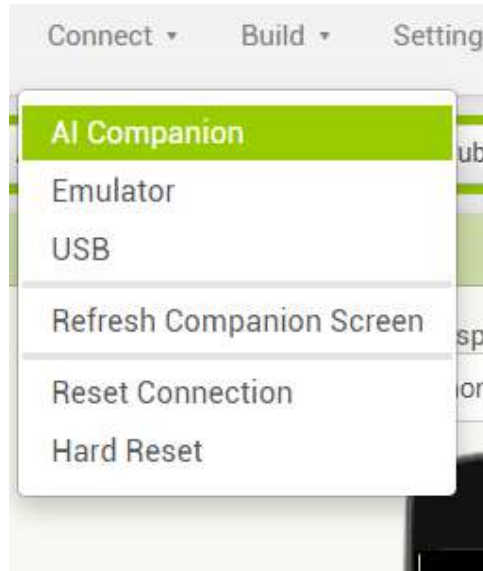 Connect ▾ Build ▾ Setting
AI Companion
Emulator
USB
Refresh Companion Screen
Reset Connection
Hard Reset